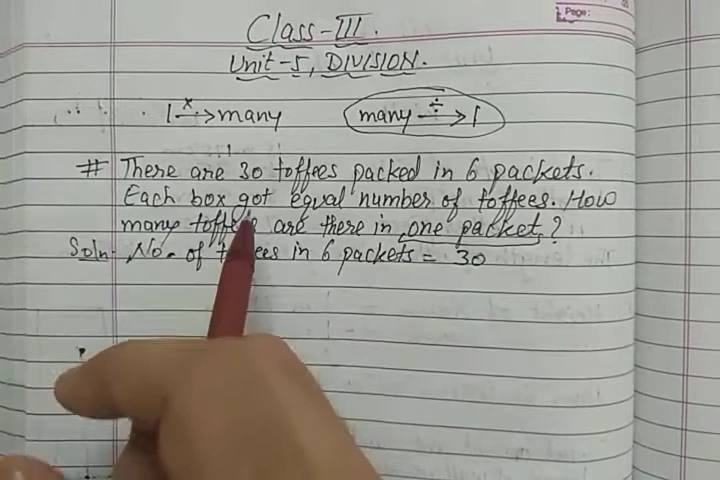 Page:
Class-III.
Unit-5, DIVISION.
1 x→ many many ÷→ 1
# There are 30 toffees packed in 6 packets.
Each box got equal number of toffees. How
many toffees are there in one packet?
Soln. No. of toffees in 6 packets = 30